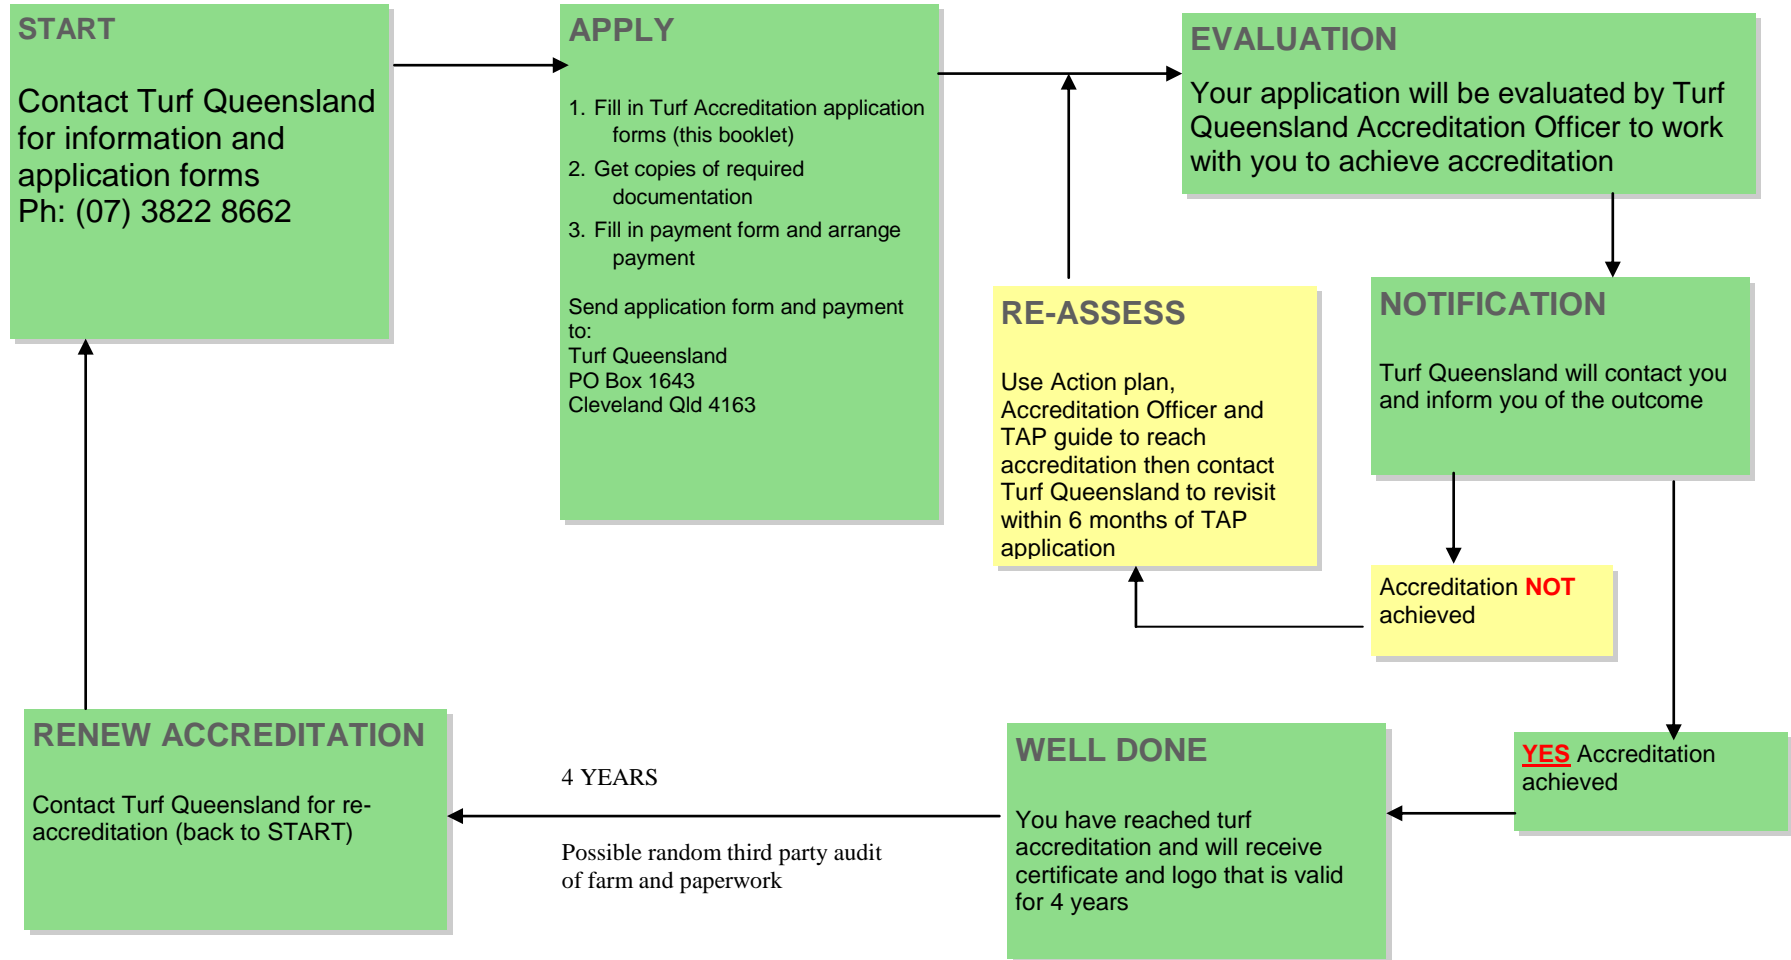 START
Contact Turf Queensland
for information and
application forms
Ph: (07) 3822 8662
APPLY
1. Fill in Turf Accreditation application
forms (this booklet)
2. Get copies of required
documentation
3. Fill in payment form and arrange
payment
Send application form and payment
to:
Turf Queensland
PO Box 1643
Cleveland Qld 4163
EVALUATION
Your application will be evaluated by Turf
Queensland Accreditation Officer to work
with you to achieve accreditation
RE-ASSESS
Use Action plan,
Accreditation Officer and
TAP guide to reach
accreditation then contact
Turf Queensland to revisit
within 6 months of TAP
application
NOTIFICATION
Turf Queensland will contact you
and inform you of the outcome
Accreditation NOT
achieved
YES Accreditation
achieved
WELL DONE
You have reached turf
accreditation and will receive
certificate and logo that is valid
for 4 years
4 YEARS
Possible random third party audit
of farm and paperwork
RENEW ACCREDITATION
Contact Turf Queensland for re-
accreditation (back to START)